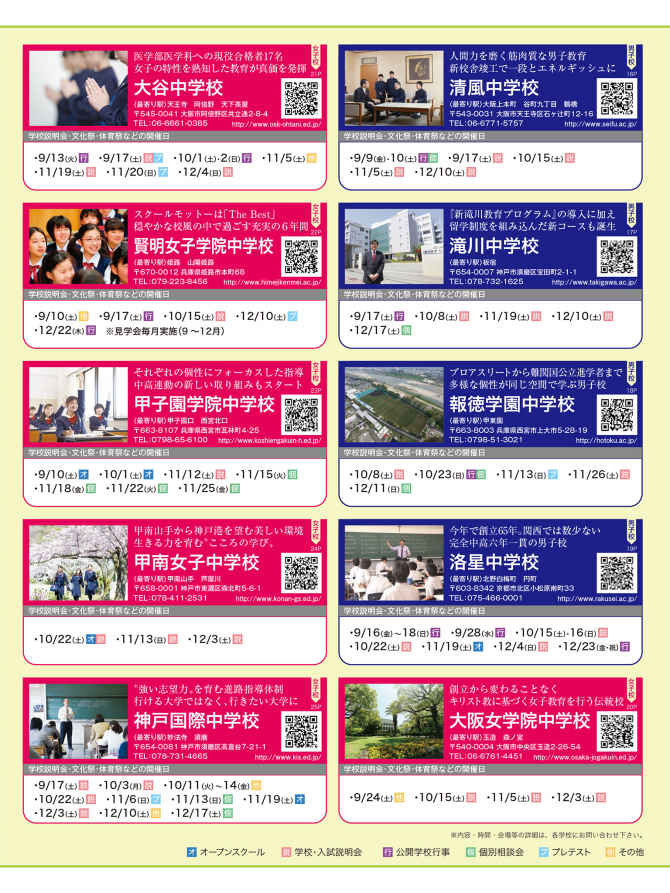 医学部医学科への現役合格者17名
女子の特性を熟知した教育が真価を発揮
女子校
21P
大谷中学校
(最寄り駅)天王寺 阿倍野 天下茶屋
〒545-0041 大阪市阿倍野区共立通2-8-4
TEL:06-6661-0385 http://www.osk-ohtani.ed.jp/
学校説明会・文化祭・体育祭などの開催日
・9/13(火) 行 ・9/17(土) 説 プ ・10/1(土)・2(日) 行 ・11/5(土) 他
・11/19(土) 説 ・11/20(日) プ ・12/4(日) 説
人間力を磨く筋肉質な男子教育
新校舎竣工で一段とエネルギッシュに
男子校
16P
清風中学校
(最寄り駅)大阪上本町 谷町九丁目 鶴橋
〒543-0031 大阪市天王寺区石ヶ辻町12-16
TEL:06-6771-5757 http://www.seifu.ac.jp/
学校説明会・文化祭・体育祭などの開催日
・9/9(金)・10(土) 行 個 ・9/17(土) 説 ・10/15(土) 説
・11/5(土) 説 ・12/10(土) 説
スクールモットーは「The Best」
穏やかな校風の中で過ごす充実の6年間
女子校
22P
賢明女子学院中学校
(最寄り駅)姫路 山陽姫路
〒670-0012 兵庫県姫路市本町68
TEL:079-223-8456 http://www.himejikenmei.ac.jp/
学校説明会・文化祭・体育祭などの開催日
・9/10(土) 他 ・9/17(土) 行 ・10/15(土) 説 ・12/10(土) プ
・12/22(木) 行 ※見学会毎月実施(9～12月)
『新滝川教育プログラム』の導入に加え
留学制度を組み込んだ新コースも誕生
男子校
17P
滝川中学校
(最寄り駅)板宿
〒654-0007 神戸市須磨区宝田町2-1-1
TEL:078-732-1625 http://www.takigawa.ac.jp/
学校説明会・文化祭・体育祭などの開催日
・9/17(土) 行 ・10/8(土) 説 ・11/19(土) 説 ・12/10(土) 説
・12/17(土) 個
それぞれの個性にフォーカスした指導
中高連動の新しい取り組みもスタート
女子校
23P
甲子園学院中学校
(最寄り駅)甲子園口 西宮北口
〒663-8107 兵庫県西宮市瓦林町4-25
TEL:0798-65-6100 http://www.koshiengakuin-h.ed.jp/
学校説明会・文化祭・体育祭などの開催日
・9/10(土) オ ・10/1(土) オ ・11/12(土) 説 ・11/15(火) 個
・11/18(金) 個 ・11/22(火) 個 ・11/25(金) 個
プロアスリートから難関国公立進学者まで
多様な個性が同じ空間で学ぶ男子校
男子校
18P
報徳学園中学校
(最寄り駅)甲東園
〒663-8003 兵庫県西宮市上大市5-28-19
TEL:0798-51-3021 http://hotoku.ac.jp/
学校説明会・文化祭・体育祭などの開催日
・10/8(土) 説 ・10/23(日) 行 個 ・11/13(日) プ ・11/26(土) 説
・12/11(日) 個
甲南山手から神戸港を望む美しい環境
生きる力を育む“こころの学び。
女子校
24P
甲南女子中学校
(最寄り駅)甲南山手 芦屋川
〒658-0001 神戸市東灘区森北町5-6-1
TEL:078-411-2531 http://www.konan-gs.ed.jp/
学校説明会・文化祭・体育祭などの開催日
・10/22(土) オ 説 ・11/13(日) 説 ・12/3(土) 説
今年で創立65年。関西では数少ない
完全中高六年一貫の男子校
男子校
19P
洛星中学校
(最寄り駅)北野白梅町 円町
〒603-8342 京都市北区小松原南町33
TEL:075-466-0001 http://www.rakusei.ac.jp/
学校説明会・文化祭・体育祭などの開催日
・9/16(金)～18(日) 行 ・9/28(水) 行 ・10/15(土)・16(日) 説
・10/22(土) 説 ・11/19(土) オ ・12/4(日) 説 ・12/23(金・祝) 行
“強い志望力。を育む進路指導体制
行ける大学ではなく、行きたい大学に
女子校
25P
神戸国際中学校
(最寄り駅)妙法寺 須磨
〒654-0081 神戸市須磨区高倉台7-21-1
TEL:078-731-4665 http://www.kis.ed.jp/
学校説明会・文化祭・体育祭などの開催日
・9/17(土) 説 ・10/3(月) 説 ・10/11(火)～14(金) 他
・10/22(土) 説 ・11/6(日) プ ・11/13(日) 個 ・11/19(土) オ
・12/3(土) 説 ・12/10(土) 他 ・12/17(土) 個
創立から変わることなく
キリスト教に基づく女子教育を行う伝統校
女子校
20P
大阪女学院中学校
(最寄り駅)玉造 森ノ宮
〒540-0004 大阪市中央区玉造2-26-54
TEL:06-6761-4451 http://www.osaka-jogakuin.ed.jp/
学校説明会・文化祭・体育祭などの開催日
・9/24(土) 他 ・10/15(土) 説 ・11/5(土) 説 ・12/3(土) 説
※内容・時間・会場等の詳細は、各学校にお問い合わせ下さい。
オ オープンスクール 説 学校・入試説明会 行 公開学校行事 個 個別相談会 プ プレテスト 他 その他